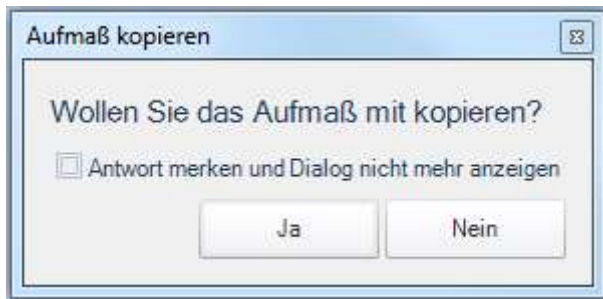 Aufmaß kopieren
Wollen Sie das Aufmaß mit kopieren?
Antwort merken und Dialog nicht mehr anzeigen
Ja
Nein